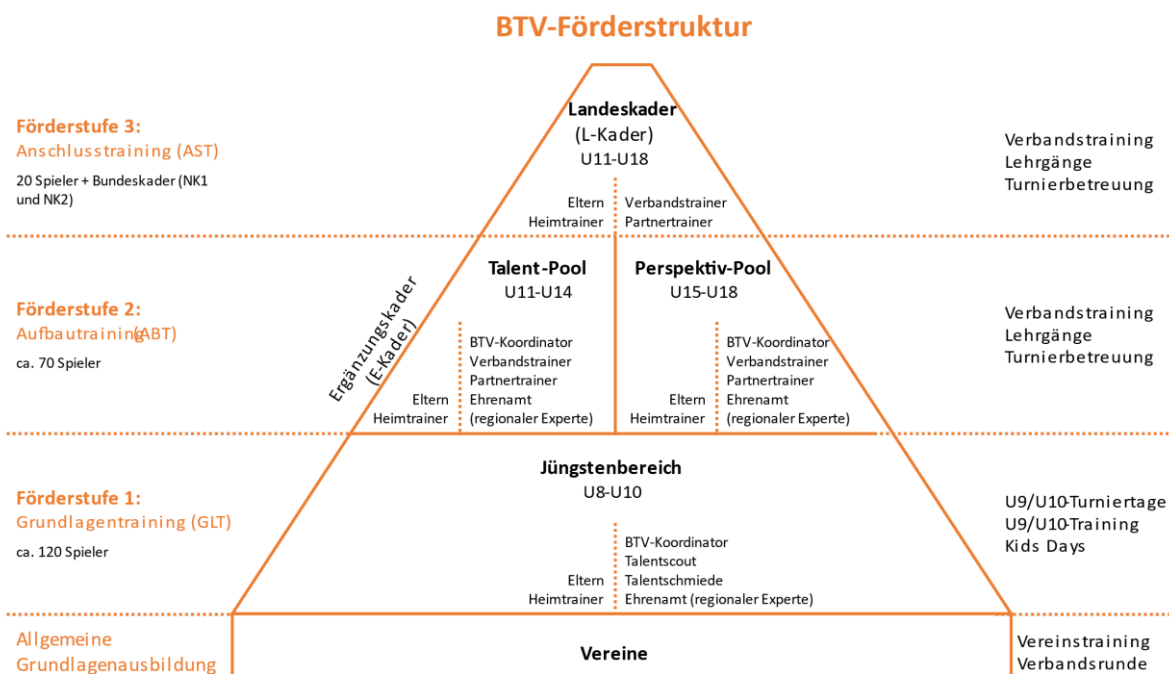 BTV-Förderstruktur
Förderstufe 3:
Anschlusstraining (AST)
20 Spieler + Bundeskader (NK1
und NK2)
Landeskader
(L-Kader)
U11-U18
Eltern
Heimtrainer
Verbandstrainer
Partnertrainer
Verbandstraining
Lehrgänge
Turnierbetreuung
Förderstufe 2:
Aufbautraining(ABT)
ca. 70 Spieler
Ergänzungskader
(E-Kader)
Talent-Pool
U11-U14
Eltern
Heimtrainer
BTV-Koordinator
Verbandstrainer
Partnertrainer
Ehrenamt
(regionaler Experte)
Perspektiv-Pool
U15-U18
Eltern
Heimtrainer
BTV-Koordinator
Verbandstrainer
Partnertrainer
Ehrenamt
(regionaler Experte)
Verbandstraining
Lehrgänge
Turnierbetreuung
Förderstufe 1:
Grundlagentraining (GLT)
ca. 120 Spieler
Jüngstenbereich
U8-U10
Eltern
Heimtrainer
BTV-Koordinator
Talentscout
Talentschmiede
Ehrenamt (regionaler Experte)
U9/U10-Turniertage
U9/U10-Training
Kids Days
Allgemeine
Grundlagenausbildung
Vereine
Vereinstraining
Verbandsrunde